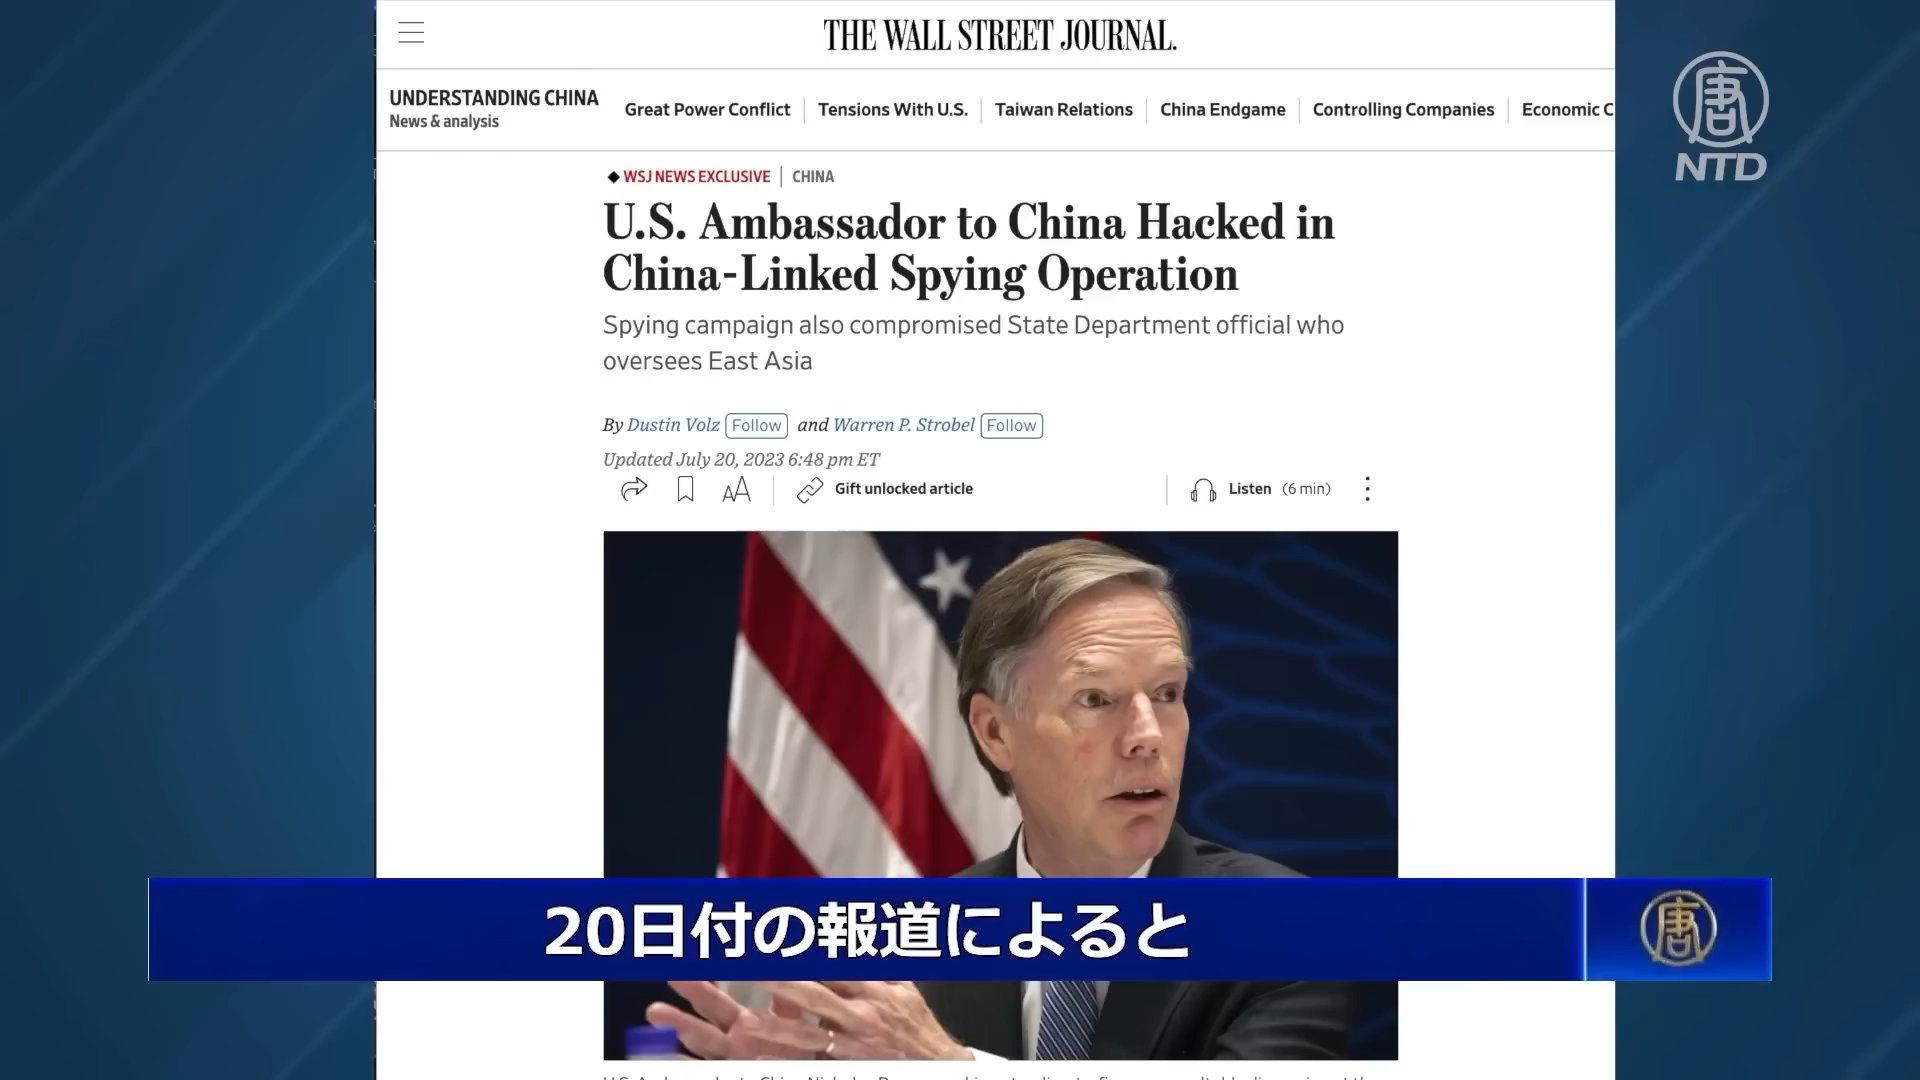 THE WALL STREET JOURNAL.
UNDERSTANDING CHINA
News & analysis
Great Power Conflict
Tensions With U.S.
Taiwan Relations
China Endgame
Controlling Companies
Economic C
唐
NTD
WSJ NEWS EXCLUSIVE | CHINA
U.S. Ambassador to China Hacked in
China-Linked Spying Operation
Spying campaign also compromised State Department official who
oversees East Asia
By Dustin Volz Follow and Warren P. Strobel Follow
Updated July 20, 2023 6:48 pm ET
AA
Gift unlocked article
Listen (6 min)
20日付の報道によると
唐